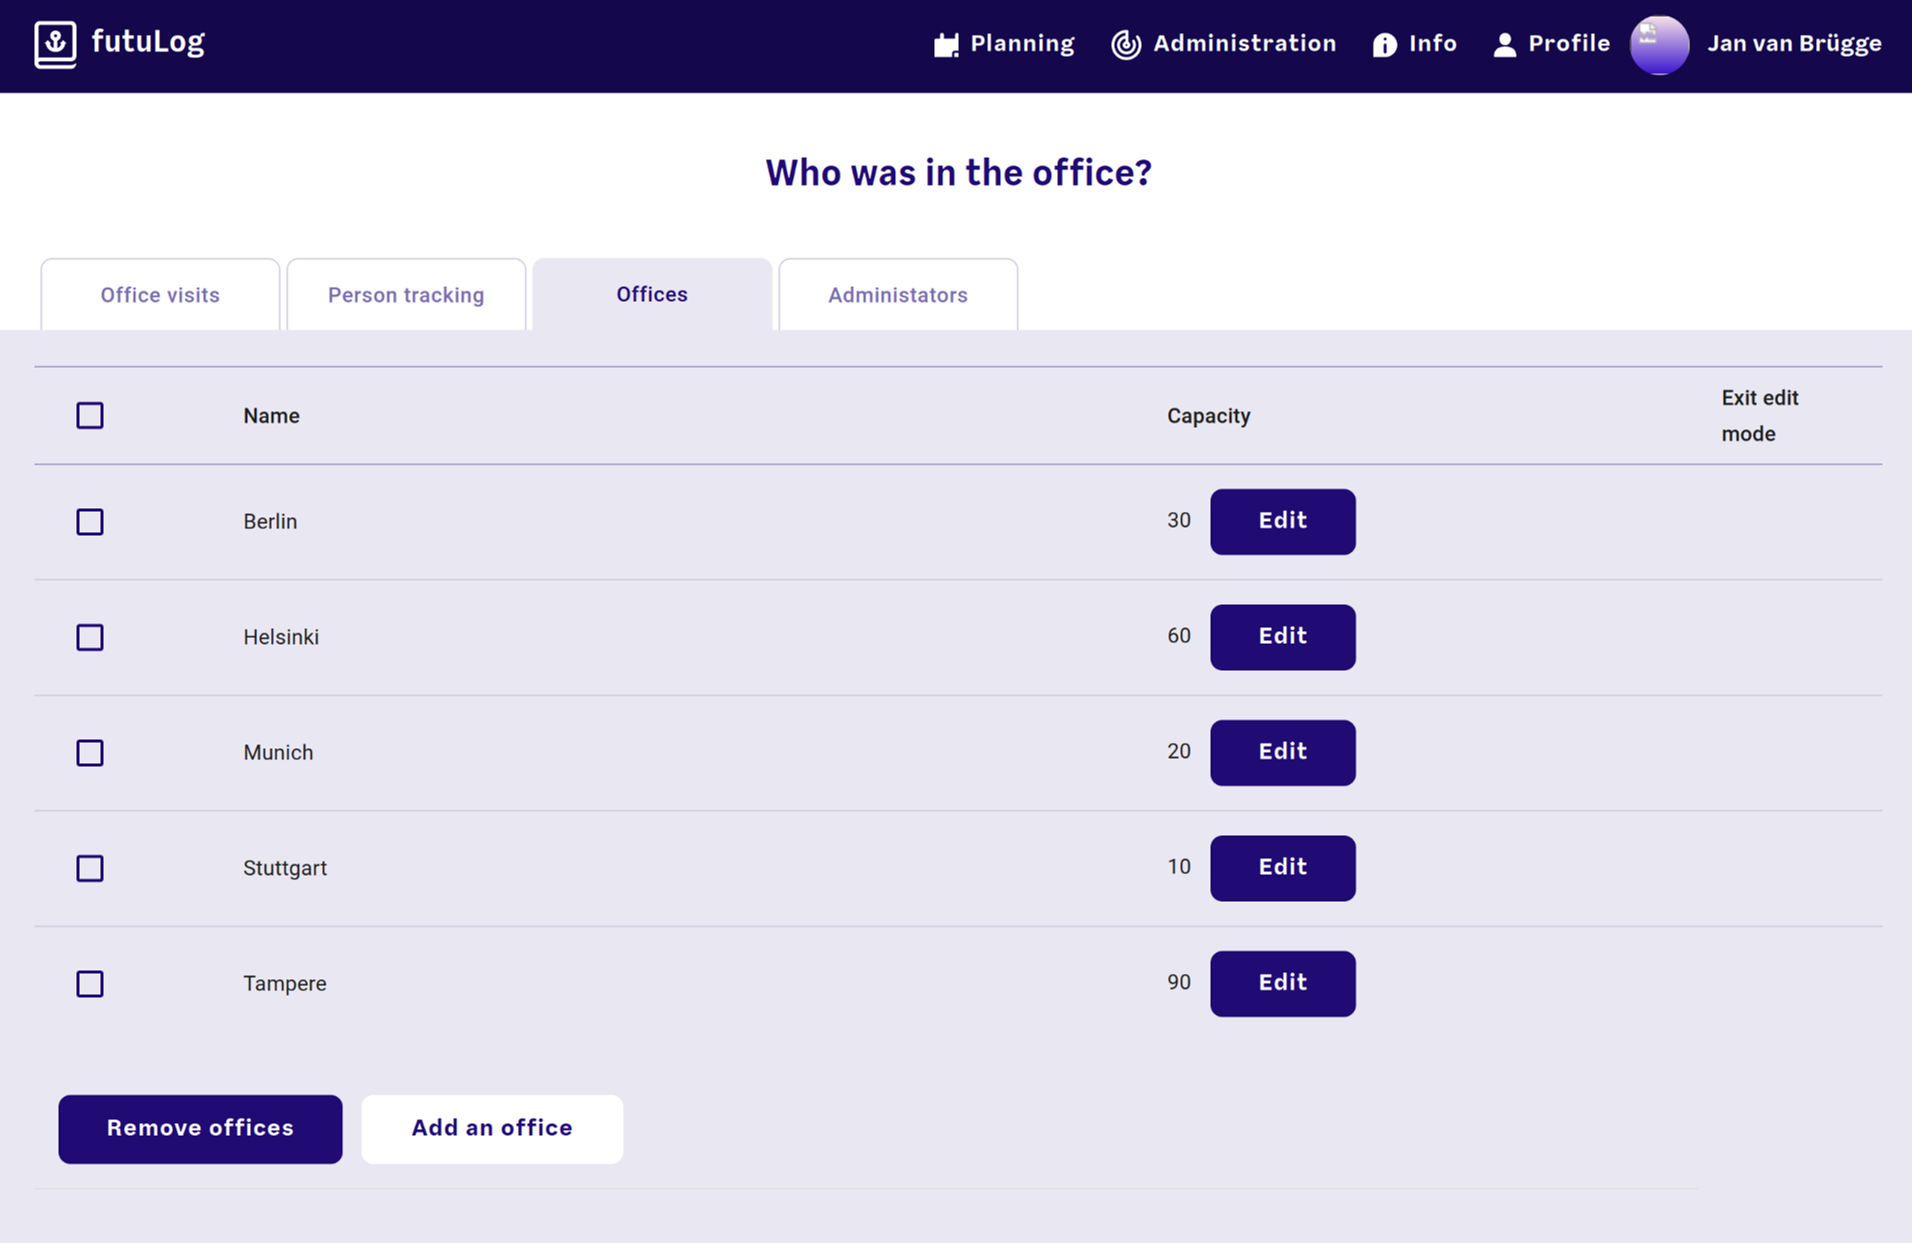 futuLog
Planning Administration Info Profile Jan van Brügge
Who was in the office?
Office visits Person tracking Offices Administators
Name Capacity Exit edit mode
Berlin 30 Edit
Helsinki 60 Edit
Munich 20 Edit
Stuttgart 10 Edit
Tampere 90 Edit
Remove offices Add an office